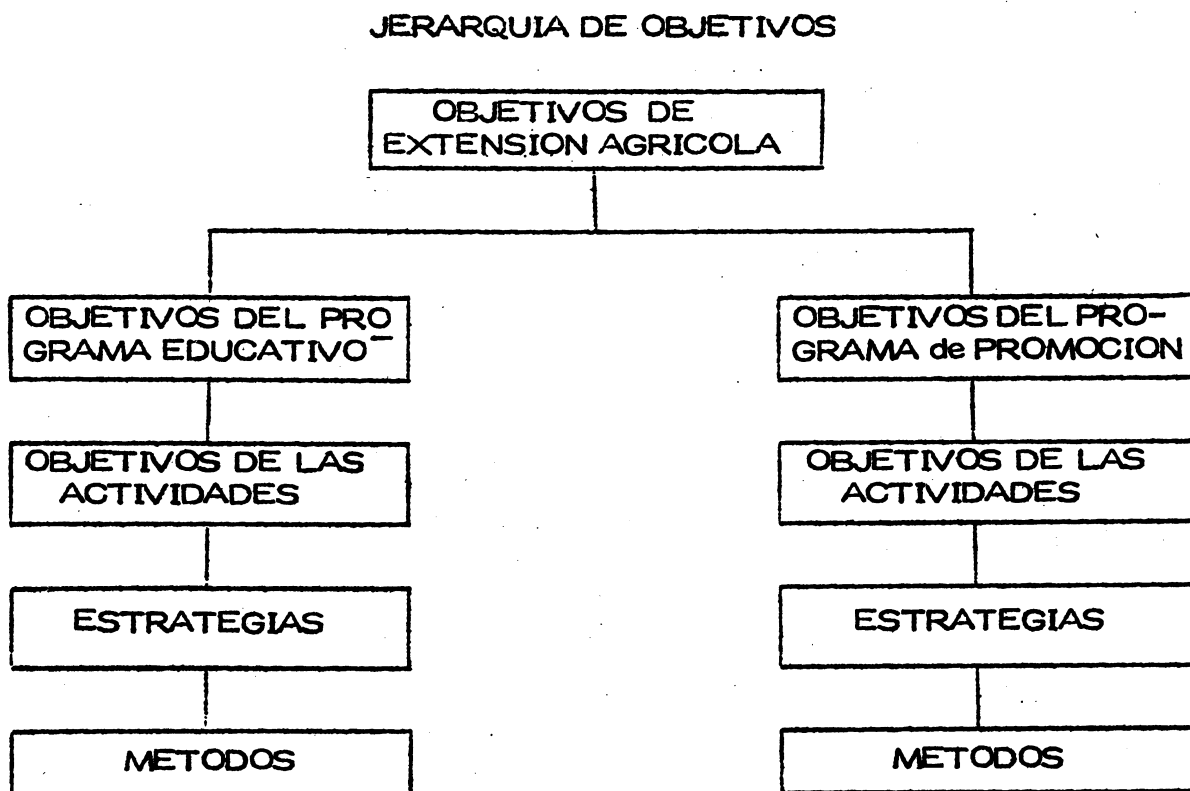 JERARQUIA DE OBJETIVOS
OBJETIVOS DE
EXTENSION AGRICOLA
OBJETIVOS DEL PRO
GRAMA EDUCATIVO-
OBJETIVOS DEL PRO-
GRAMA de PROMOCION
OBJETIVOS DE LAS
ACTIVIDADES
OBJETIVOS DE LAS
ACTIVIDADES
ESTRATEGIAS
ESTRATEGIAS
METODOS
METODOS